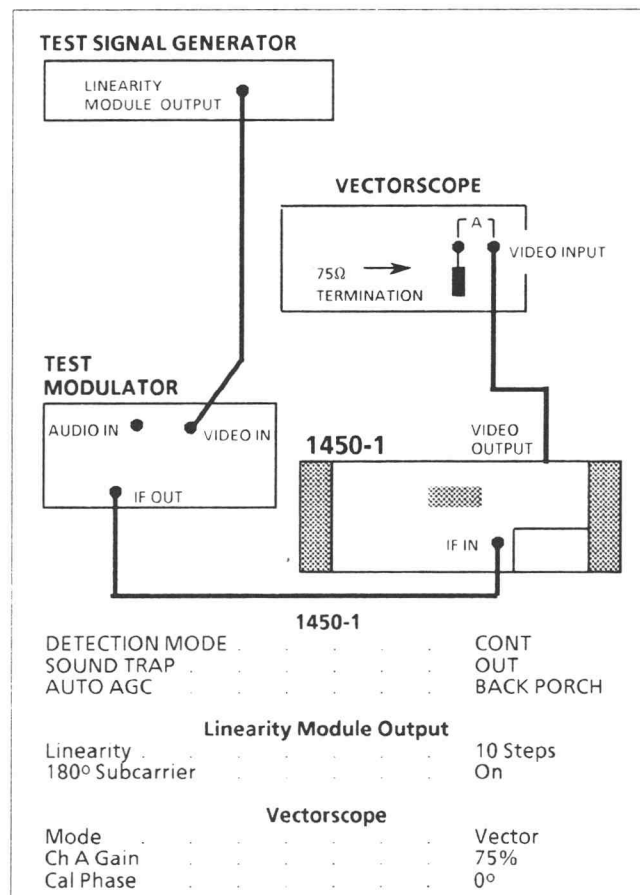 TEST SIGNAL GENERATOR
LINEARITY
MODULE OUTPUT
VECTORSCOPE
A
VIDEO INPUT
75Ω
TERMINATION
TEST
MODULATOR
AUDIO IN
VIDEO IN
IF OUT
1450-1
VIDEO
OUTPUT
IF IN
1450-1
DETECTION MODE . . . . . . CONT
SOUND TRAP . . . . . . OUT
AUTO AGC . . . . . . BACK PORCH
Linearity Module Output
Linearity . . . . . . . 10 Steps
180º Subcarrier . . . . . On
Vectorscope
Mode . . . . . . . Vector
Ch A Gain . . . . . . 75%
Cal Phase . . . . . . 0º